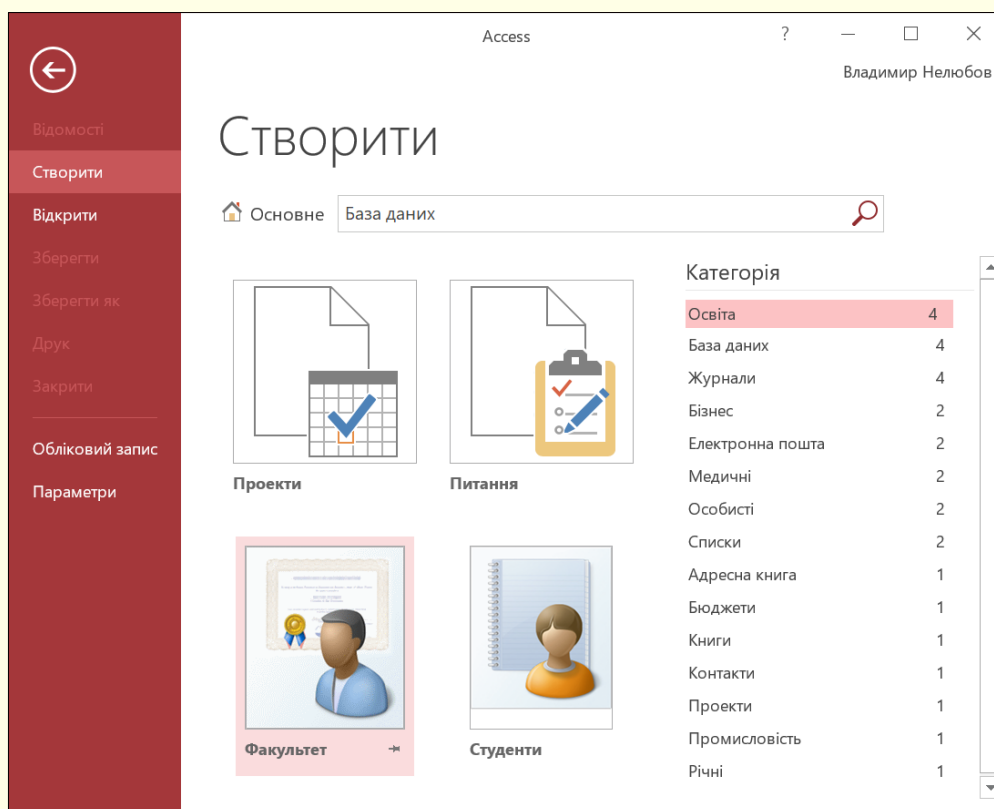 Access
?
Владимир Нелюбов
Відомості
Створити
Відкрити
Зберегти
Зберегти як
Друк
Закрити
Обліковий запис
Параметри
Створити
Основне
База даних
Проекти
Питання
Факультет
Студенти
Категорія
Освіта 4
База даних 4
Журнали 4
Бізнес 2
Електронна пошта 2
Медичні 2
Особисті 2
Списки 2
Адресна книга 1
Бюджети 1
Книги 1
Контакти 1
Проекти 1
Промисловість 1
Річні 1